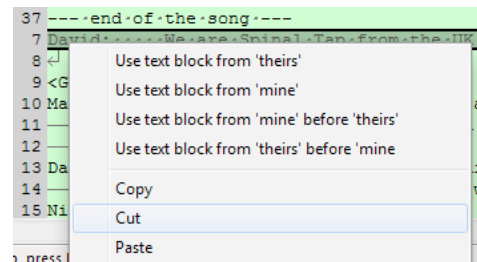 37 --- end of the song ---
7 David: We are Spinal Tap from the UK
8
9 <G
10 Ma
11
12
13 Da
14
15 Ni
Use text block from 'theirs'
Use text block from 'mine'
Use text block from 'mine' before 'theirs'
Use text block from 'theirs' before 'mine
Copy
Cut
Paste
press